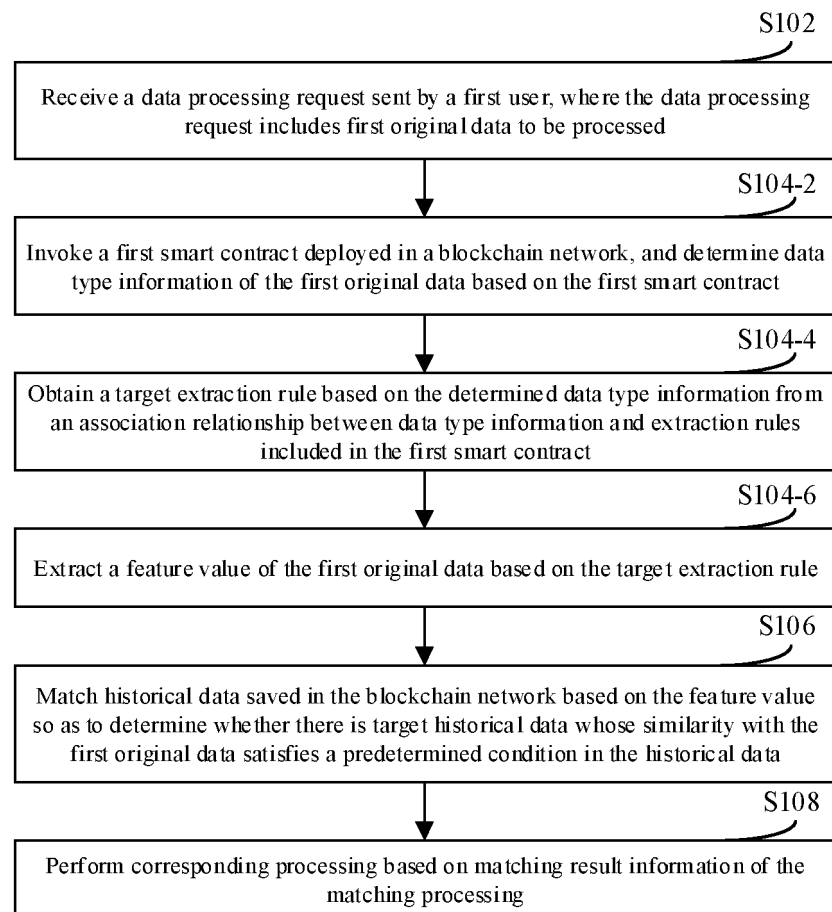 S102
Receive a data processing request sent by a first user, where the data processing
request includes first original data to be processed
S104-2
Invoke a first smart contract deployed in a blockchain network, and determine data
type information of the first original data based on the first smart contract
S104-4
Obtain a target extraction rule based on the determined data type information from
an association relationship between data type information and extraction rules
included in the first smart contract
S104-6
Extract a feature value of the first original data based on the target extraction rule
S106
Match historical data saved in the blockchain network based on the feature value
so as to determine whether there is target historical data whose similarity with the
first original data satisfies a predetermined condition in the historical data
S108
Perform corresponding processing based on matching result information of the
matching processing